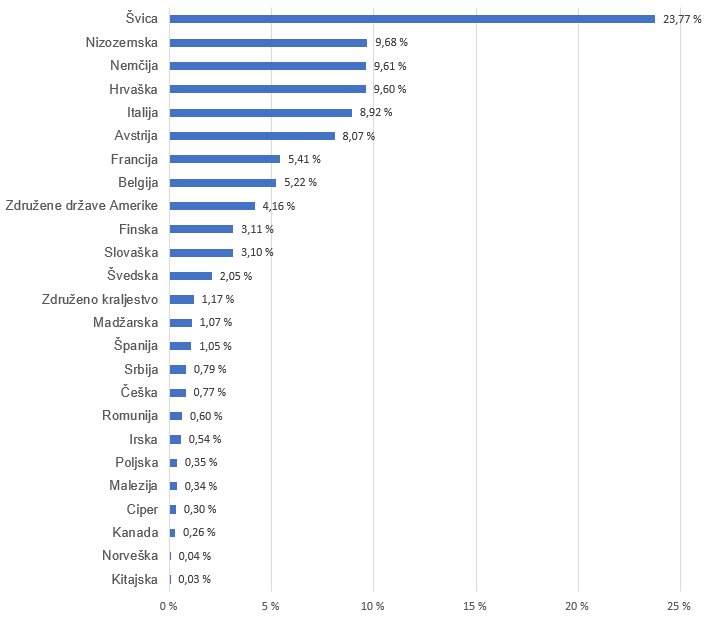 Švica 23,77 %
Nizozemska 9,68 %
Nemčija 9,61 %
Hrvaška 9,60 %
Italija 8,92 %
Avstrija 8,07 %
Francija 5,41 %
Belgija 5,22 %
Združene države Amerike 4,16 %
Finska 3,11 %
Slovaška 3,10 %
Švedska 2,05 %
Združeno kraljestvo 1,17 %
Madžarska 1,07 %
Španija 1,05 %
Srbija 0,79 %
Češka 0,77 %
Romunija 0,60 %
Irska 0,54 %
Poljska 0,35 %
Malezija 0,34 %
Ciper 0,30 %
Kanada 0,26 %
Norveška 0,04 %
Kitajska 0,03 %
0 % 5 % 10 % 15 % 20 % 25 %